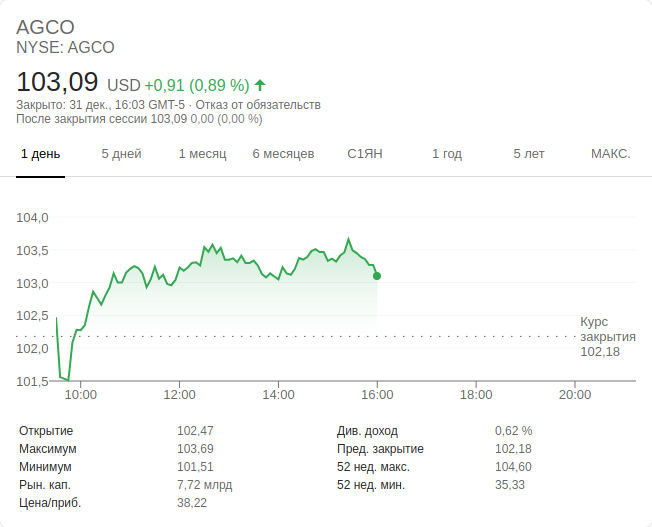 AGCO
NYSE: AGCO
103,09 USD +0,91 (0,89 %)
Закрыто: 31 дек., 16:03 GMT-5 · Отказ от обязательств
После закрытия сессии 103,09 0,00 (0,00 %)
1 день 5 дней 1 месяц 6 месяцев С1ЯН 1 год 5 лет МАКС.
104,0
103,5
103,0
102,5
Курс
закрытия
102,18
102,0
101,5
10:00 12:00 14:00 16:00 18:00 20:00
Открытие 102,47 Див. доход 0,62 %
Максимум 103,69 Пред. закрытие 102,18
Минимум 101,51 52 нед. макс. 104,60
Рын. кап. 7,72 млрд 52 нед. мин. 35,33
Цена/приб. 38,22